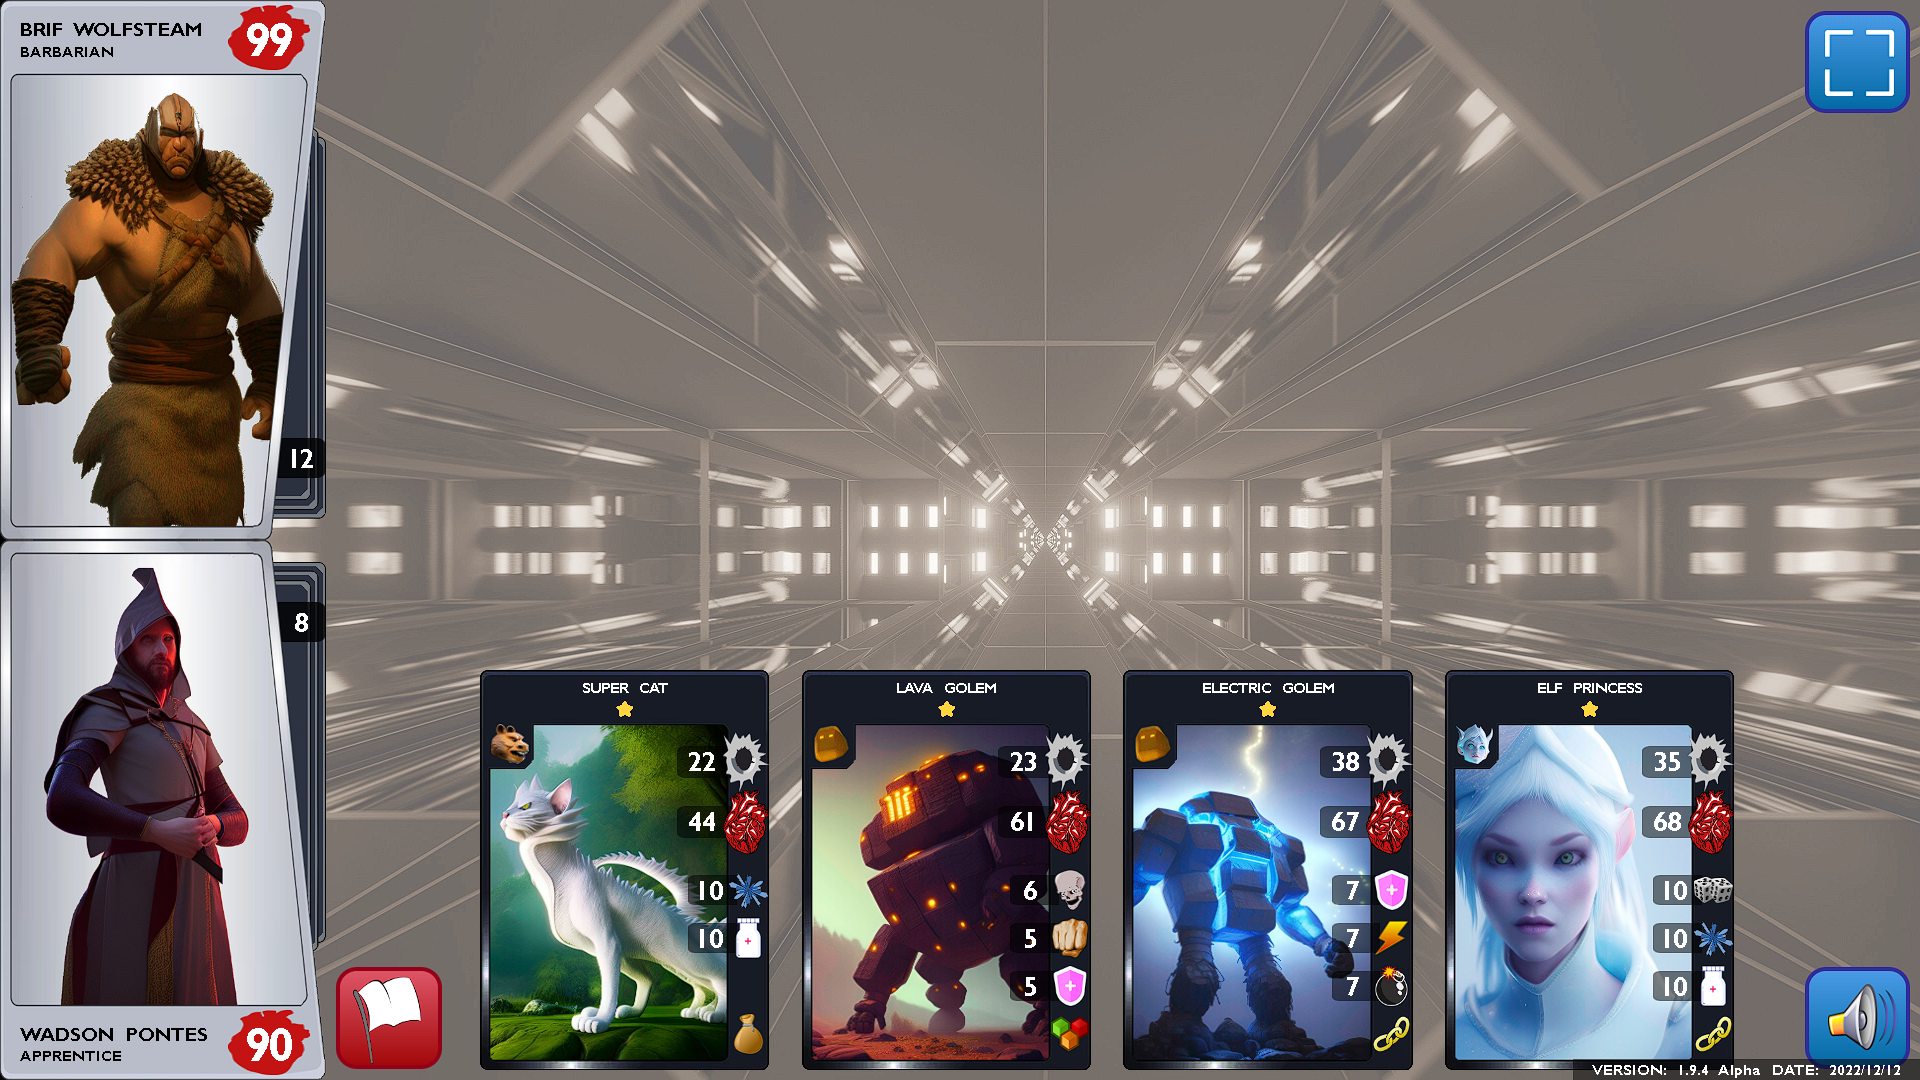 BRIF WOLFSTEAM
BARBARIAN
99
12
8
WADSON PONTES
APPRENTICE
90
SUPER CAT
22
44
10
10
LAVA GOLEM
23
61
6
5
5
ELECTRIC GOLEM
38
67
7
7
7
ELF PRINCESS
35
68
10
10
10
VERSION: 1.9.4 Alpha DATE: 2022/12/12